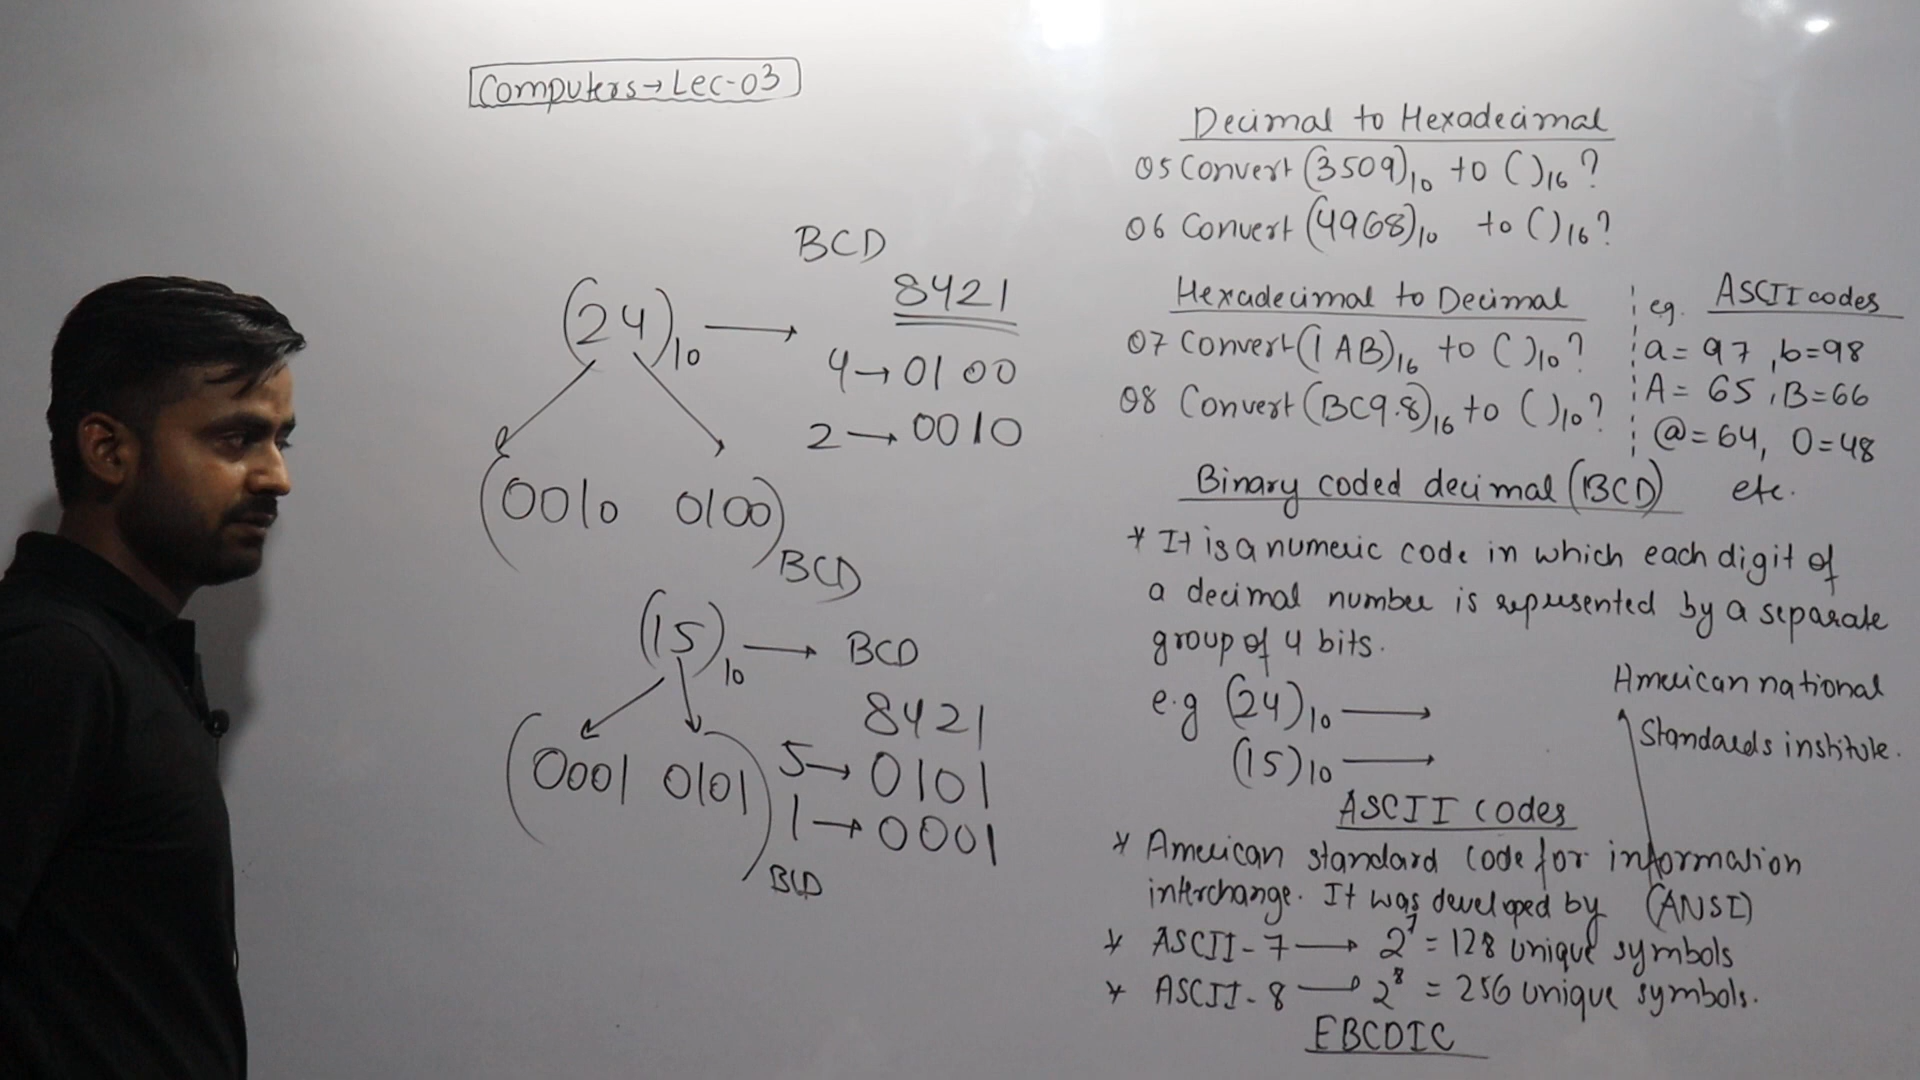 Computers→Lec-03
BCD
(24)10 →
8421
4→0100
2→0010
(0010 0100)BCD
(15)10 → BCD
8421
5→0101
1→0001
(0001 0101)BCD
Decimal to Hexadecimal
05 Convert (3509)10 to ( )16?
06 Convert (4968)10 to ( )16?
Hexadecimal to Decimal
07 Convert (1AB)16 to ( )10?
08 Convert (BC9.8)16 to ( )10?
eg. ASCII codes
a=97, b=98
A=65, B=66
@=64, 0=48
etc.
Binary coded decimal (BCD)
* It is a numeric code in which each digit of
a decimal number is represented by a separate
group of 4 bits.
e.g (24)10 →
(15)10 →
American national
Standards institute.
ASCII codes
* American standard code for information
interchange. It was developed by (ANSI)
* ASCII-7 → 2⁷ = 128 unique symbols
* ASCII-8 → 2⁸ = 256 unique symbols.
EBCDIC